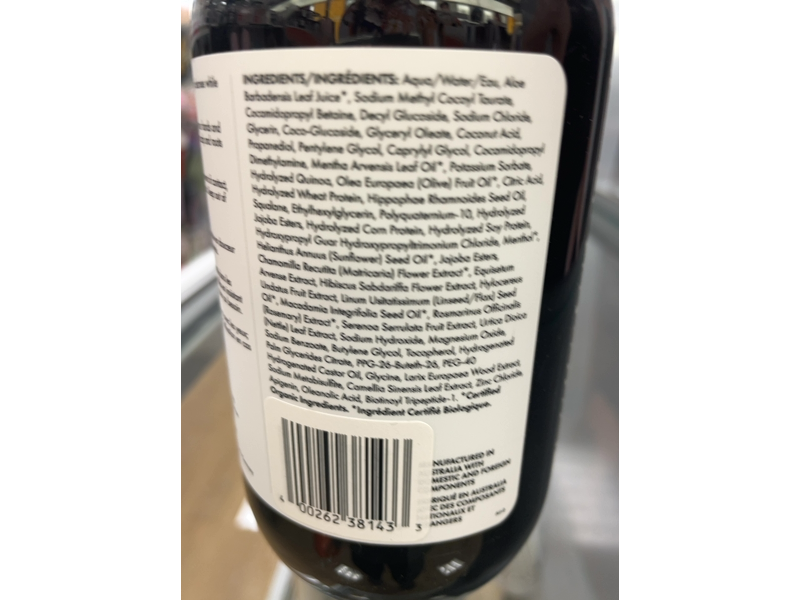 INGREDIENTS/INGRÉDIENTS: Aqua/Water/Eau, Aloe
Barbadensis Leaf Juice*, Sodium Methyl Cocoyl Taurate,
Cocamidopropyl Betaine, Decyl Glucoside, Sodium Chloride,
Glycerin, Coco-Glucoside, Glyceryl Oleate, Coconut Acid,
Propanediol, Pentylene Glycol, Caprylyl Glycol, Cocamidopropyl
Dimethylamine, Mentha Arvensis Leaf Oil*, Potassium Sorbate,
Hydrolyzed Quinoa, Olea Europaea (Olive) Fruit Oil*, Citric Acid,
Hydrolyzed Wheat Protein, Hippophae Rhamnoides Seed Oil,
Squalane, Ethylhexylglycerin, Polyquaternium-10, Hydrolyzed
Jojoba Esters, Hydrolyzed Corn Protein, Hydrolyzed Soy Protein,
Hydroxypropyl Guar Hydroxypropyltrimonium Chloride, Menthol*,
Helianthus Annuus (Sunflower) Seed Oil*, Jojoba Esters,
Chamomilla Recutita (Matricaria) Flower Extract*, Equisetum
Arvense Extract, Hibiscus Sabdariffa Flower Extract, Hylocereus
Undatus Fruit Extract, Linum Usitatissimum (Linseed/Flax) Seed
Oil*, Macadamia Integrifolia Seed Oil*, Rosmarinus Officinalis
(Rosemary) Extract*, Serenoa Serrulata Fruit Extract, Urtica Dioica
(Nettle) Leaf Extract, Sodium Hydroxide, Magnesium Oxide,
Sodium Benzoate, Butylene Glycol, Tocopherol, Hydrogenated
Palm Glycerides Citrate, PPG-26-Buteth-26, PEG-40
Hydrogenated Castor Oil, Glycine, Larix Europaea Wood Extract,
Sodium Metabisulfite, Camellia Sinensis Leaf Extract, Zinc Chloride,
Apigenin, Oleanolic Acid, Biotinoyl Tripeptide-1. *Certified
Organic Ingredients. *Ingrédient Certifié Biologique.
NUFACTURED IN
STRALIA WITH
MESTIC AND FOREIGN
MPONENTS
RIQUÉ EN AUSTRALIA
EC DES COMPOSANTS
TIONAUX ET
ANGERS
4 00262 38143 3